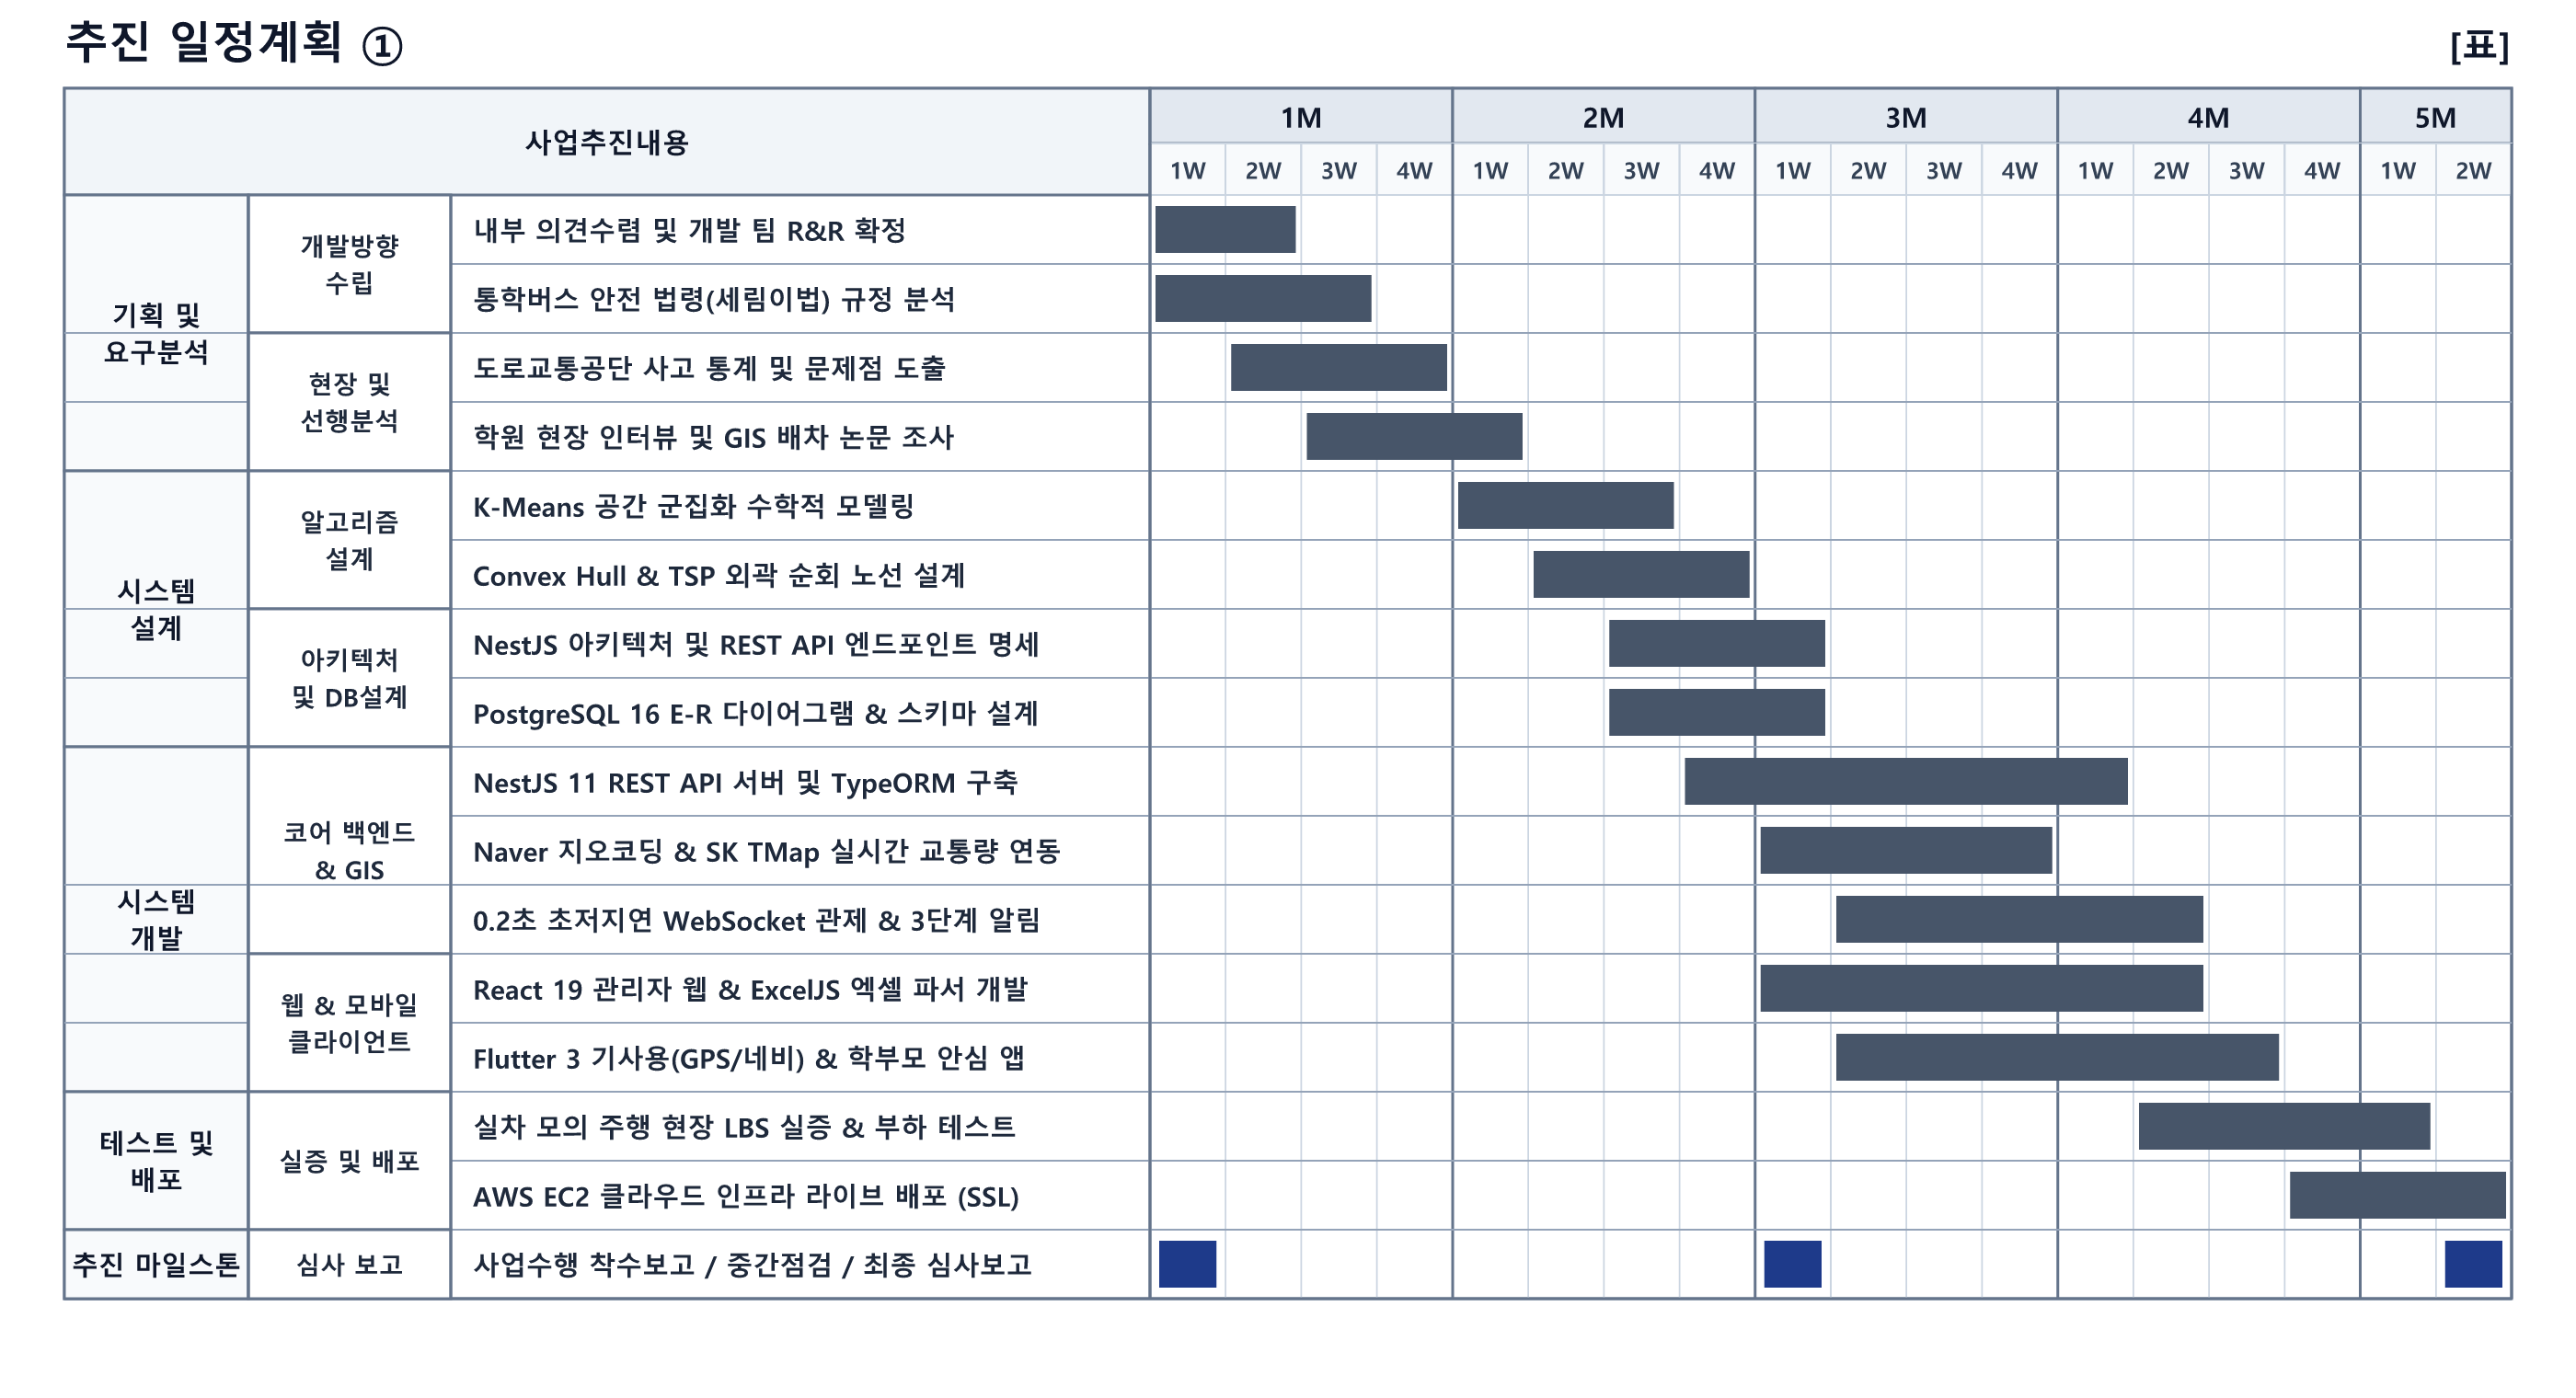 추진 일정계획 ①
[표]
사업추진내용
1M 2M 3M 4M 5M
1W 2W 3W 4W 1W 2W 3W 4W 1W 2W 3W 4W 1W 2W 3W 4W 1W 2W
기획 및
요구분석
개발방향
수립
내부 의견수렴 및 개발 팀 R&R 확정
통학버스 안전 법령(세림이법) 규정 분석
현장 및
선행분석
도로교통공단 사고 통계 및 문제점 도출
학원 현장 인터뷰 및 GIS 배차 논문 조사
시스템
설계
알고리즘
설계
K-Means 공간 군집화 수학적 모델링
Convex Hull & TSP 외곽 순회 노선 설계
아키텍처
및 DB설계
NestJS 아키텍처 및 REST API 엔드포인트 명세
PostgreSQL 16 E-R 다이어그램 & 스키마 설계
시스템
개발
코어 백엔드
& GIS
NestJS 11 REST API 서버 및 TypeORM 구축
Naver 지오코딩 & SK TMap 실시간 교통량 연동
0.2초 초저지연 WebSocket 관제 & 3단계 알림
웹 & 모바일
클라이언트
React 19 관리자 웹 & ExcelJS 엑셀 파서 개발
Flutter 3 기사용(GPS/네비) & 학부모 안심 앱
테스트 및
배포
실증 및 배포
실차 모의 주행 현장 LBS 실증 & 부하 테스트
AWS EC2 클라우드 인프라 라이브 배포 (SSL)
추진 마일스톤
심사 보고
사업수행 착수보고 / 중간점검 / 최종 심사보고